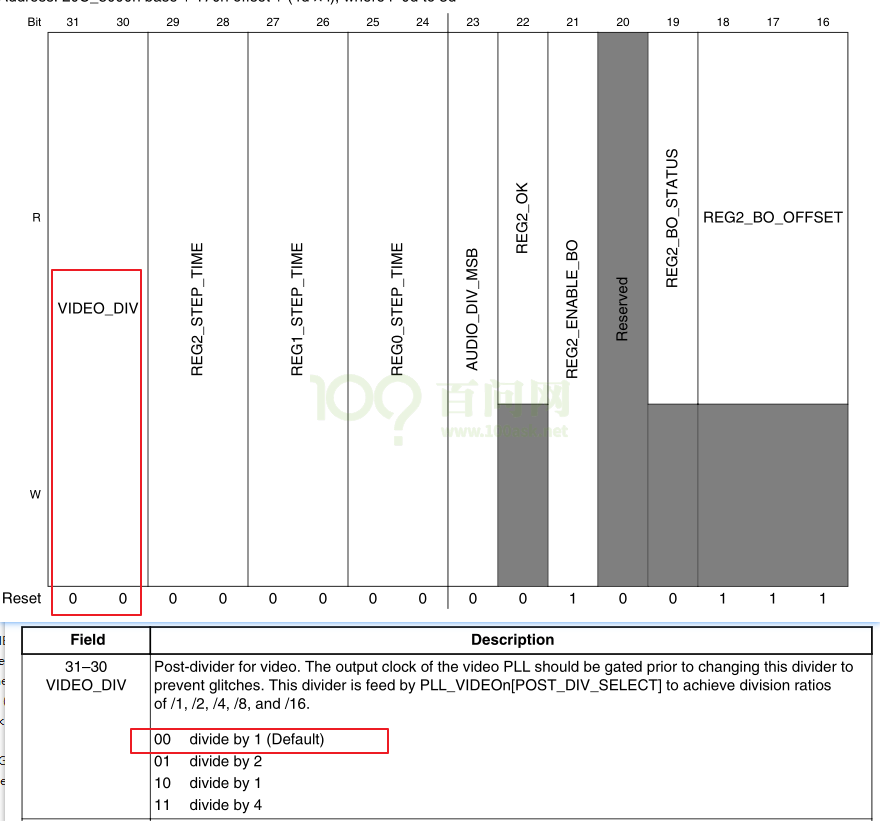 Bit 31 30 29 28 27 26 25 24 23 22 21 20 19 18 17 16
R
VIDEO_DIV
REG2_STEP_TIME
REG1_STEP_TIME
REG0_STEP_TIME
AUDIO_DIV_MSB
REG2_OK
REG2_ENABLE_BO
Reserved
REG2_BO_STATUS
REG2_BO_OFFSET
百问网
W
Reset 0 0 0 0 0 0 0 0 0 0 1 0 0 1 1 1
Field Description
31–30
VIDEO_DIV
Post-divider for video. The output clock of the video PLL should be gated prior to changing this divider to
prevent glitches. This divider is feed by PLL_VIDEOn[POST_DIV_SELECT] to achieve division ratios
of /1, /2, /4, /8, and /16.
00 divide by 1 (Default)
01 divide by 2
10 divide by 1
11 divide by 4